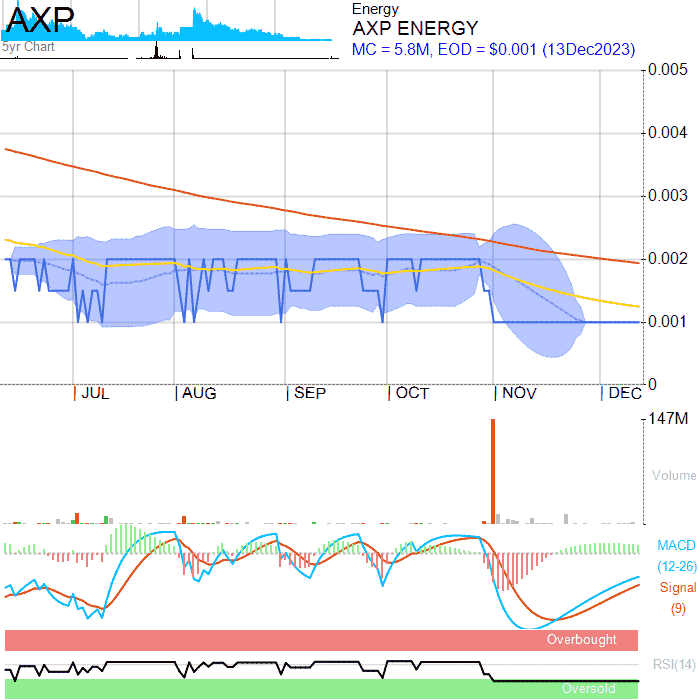 AXP
5yr Chart
Energy
AXP ENERGY
MC = 5.8M, EOD = $0.001 (13Dec2023)
0.005
0.004
0.003
0.002
0.001
0
JUL AUG SEP OCT NOV DEC
147M
Volume
MACD
(12-26)
Signal
(9)
Overbought
RSI(14)
Oversold